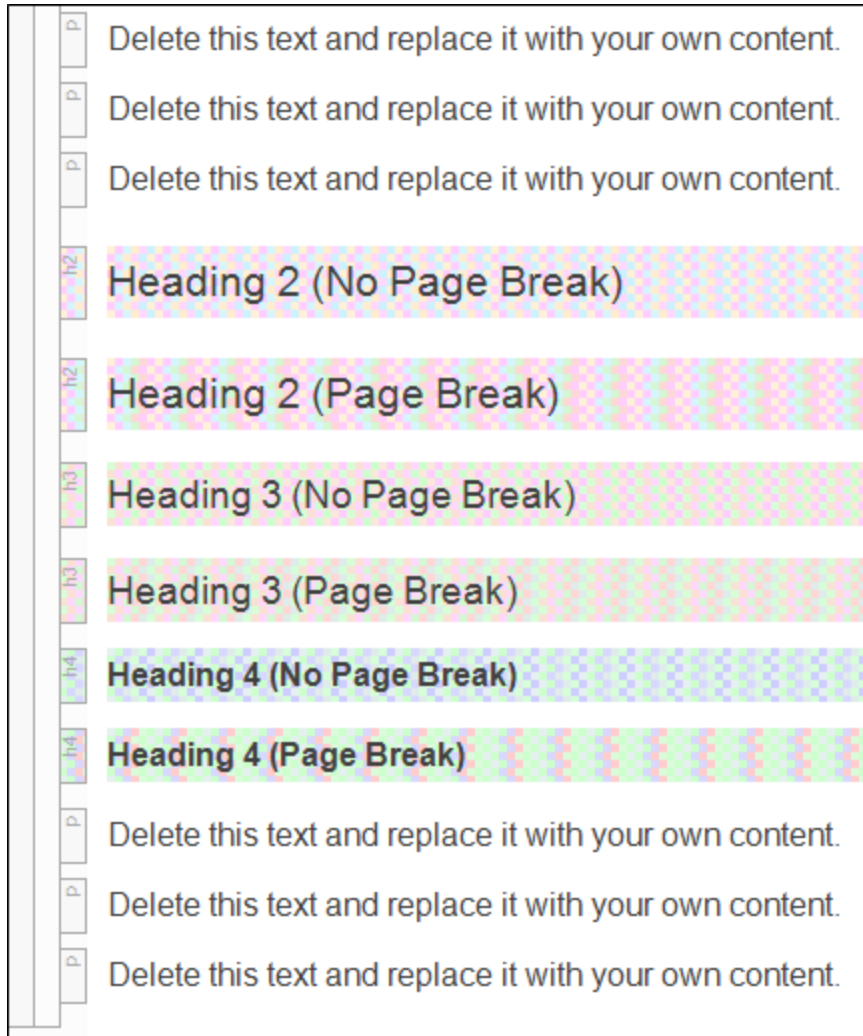 p Delete this text and replace it with your own content.
p Delete this text and replace it with your own content.
p Delete this text and replace it with your own content.
h2 Heading 2 (No Page Break)
h2 Heading 2 (Page Break)
h3 Heading 3 (No Page Break)
h3 Heading 3 (Page Break)
h4 Heading 4 (No Page Break)
h4 Heading 4 (Page Break)
p Delete this text and replace it with your own content.
p Delete this text and replace it with your own content.
p Delete this text and replace it with your own content.